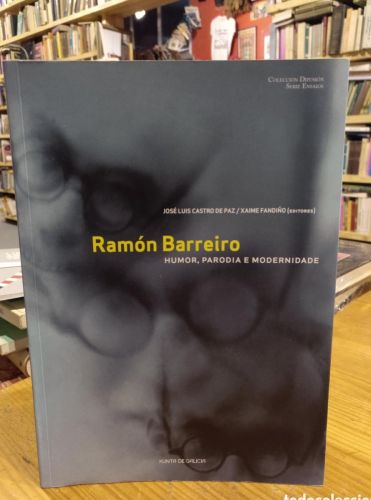 COLECCIÓN DIFUSIÓN
SERIE ENSAIOS
JOSÉ LUIS CASTRO DE PAZ / XAIME FANDIÑO (EDITORES)
Ramón Barreiro
HUMOR, PARODIA E MODERNIDADE
XUNTA DE GALICIA
todocoleccion